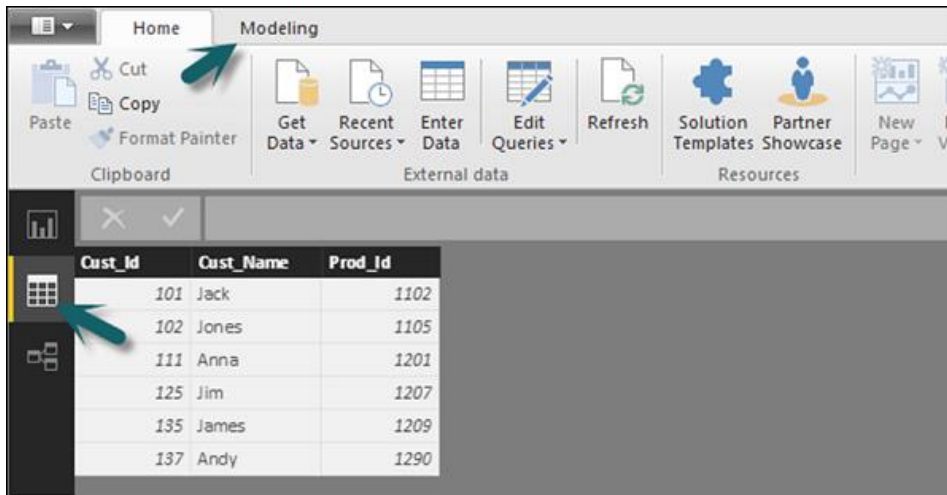 Home Modeling
Cut
Copy
Format Painter
Paste
Clipboard
Get Data
Recent Sources
Enter Data
Edit Queries
External data
Refresh
Solution Templates
Partner Showcase
Resources
New Page
Cust_Id Cust_Name Prod_Id
101 Jack 1102
102 Jones 1105
111 Anna 1201
125 Jim 1207
135 James 1209
137 Andy 1290